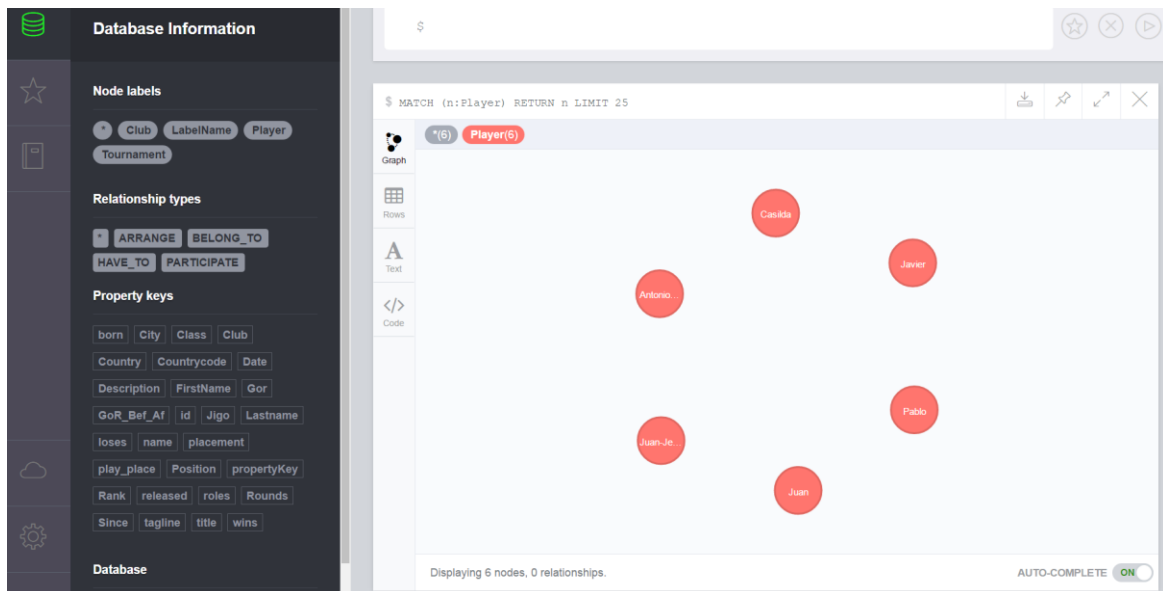 Database Information
$
Node labels
* Club LabelName Player
Tournament
Relationship types
* ARRANGE BELONG_TO
HAVE_TO PARTICIPATE
Property keys
born City Class Club
Country Countrycode Date
Description FirstName Gor
GoR_Bef_Af id Jigo Lastname
loses name placement
play_place Position propertyKey
Rank released roles Rounds
Since tagline title wins
Database
$ MATCH (n:Player) RETURN n LIMIT 25
*(6) Player(6)
Graph
Rows
Text
Code
Casilda
Javier
Antonio...
Pablo
Juan-Je...
Juan
Displaying 6 nodes, 0 relationships.
AUTO-COMPLETE ON